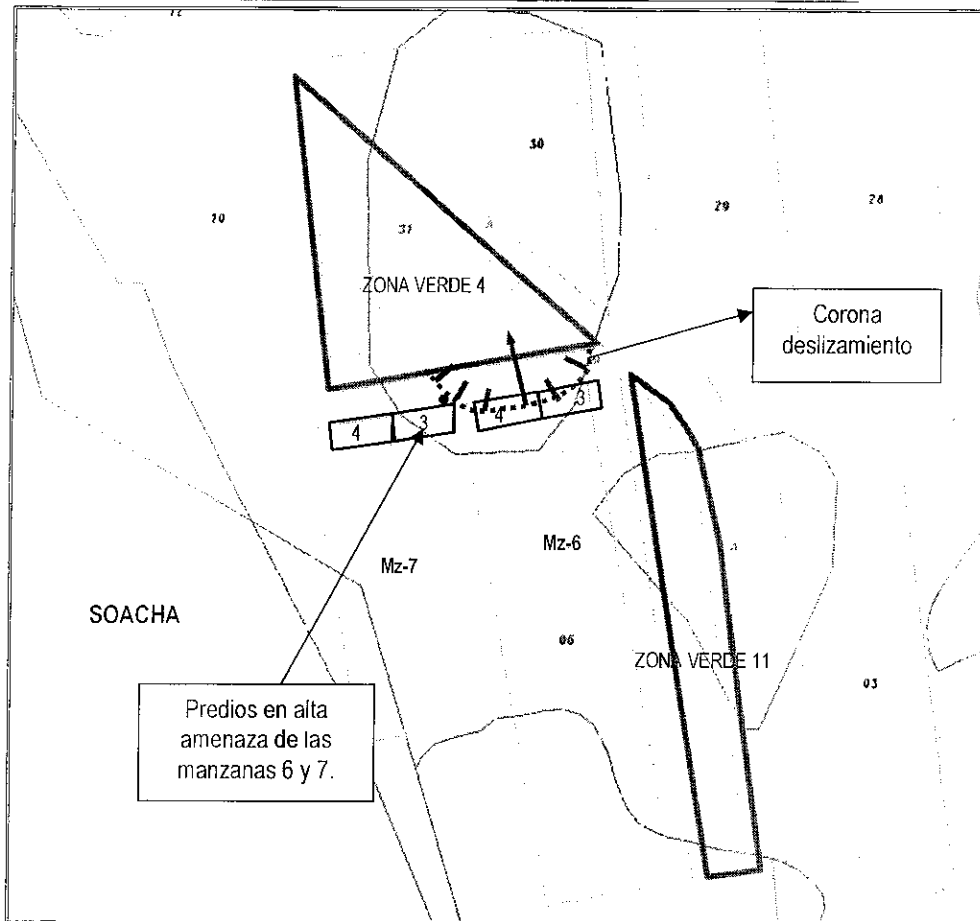 30
10
31
29
28
ZONA VERDE 4
Corona
deslizamiento
4
3
4
3
Mz-7
Mz-6
SOACHA
06
ZONA VERDE 11
03
Predios en alta
amenaza de las
manzanas 6 y 7.